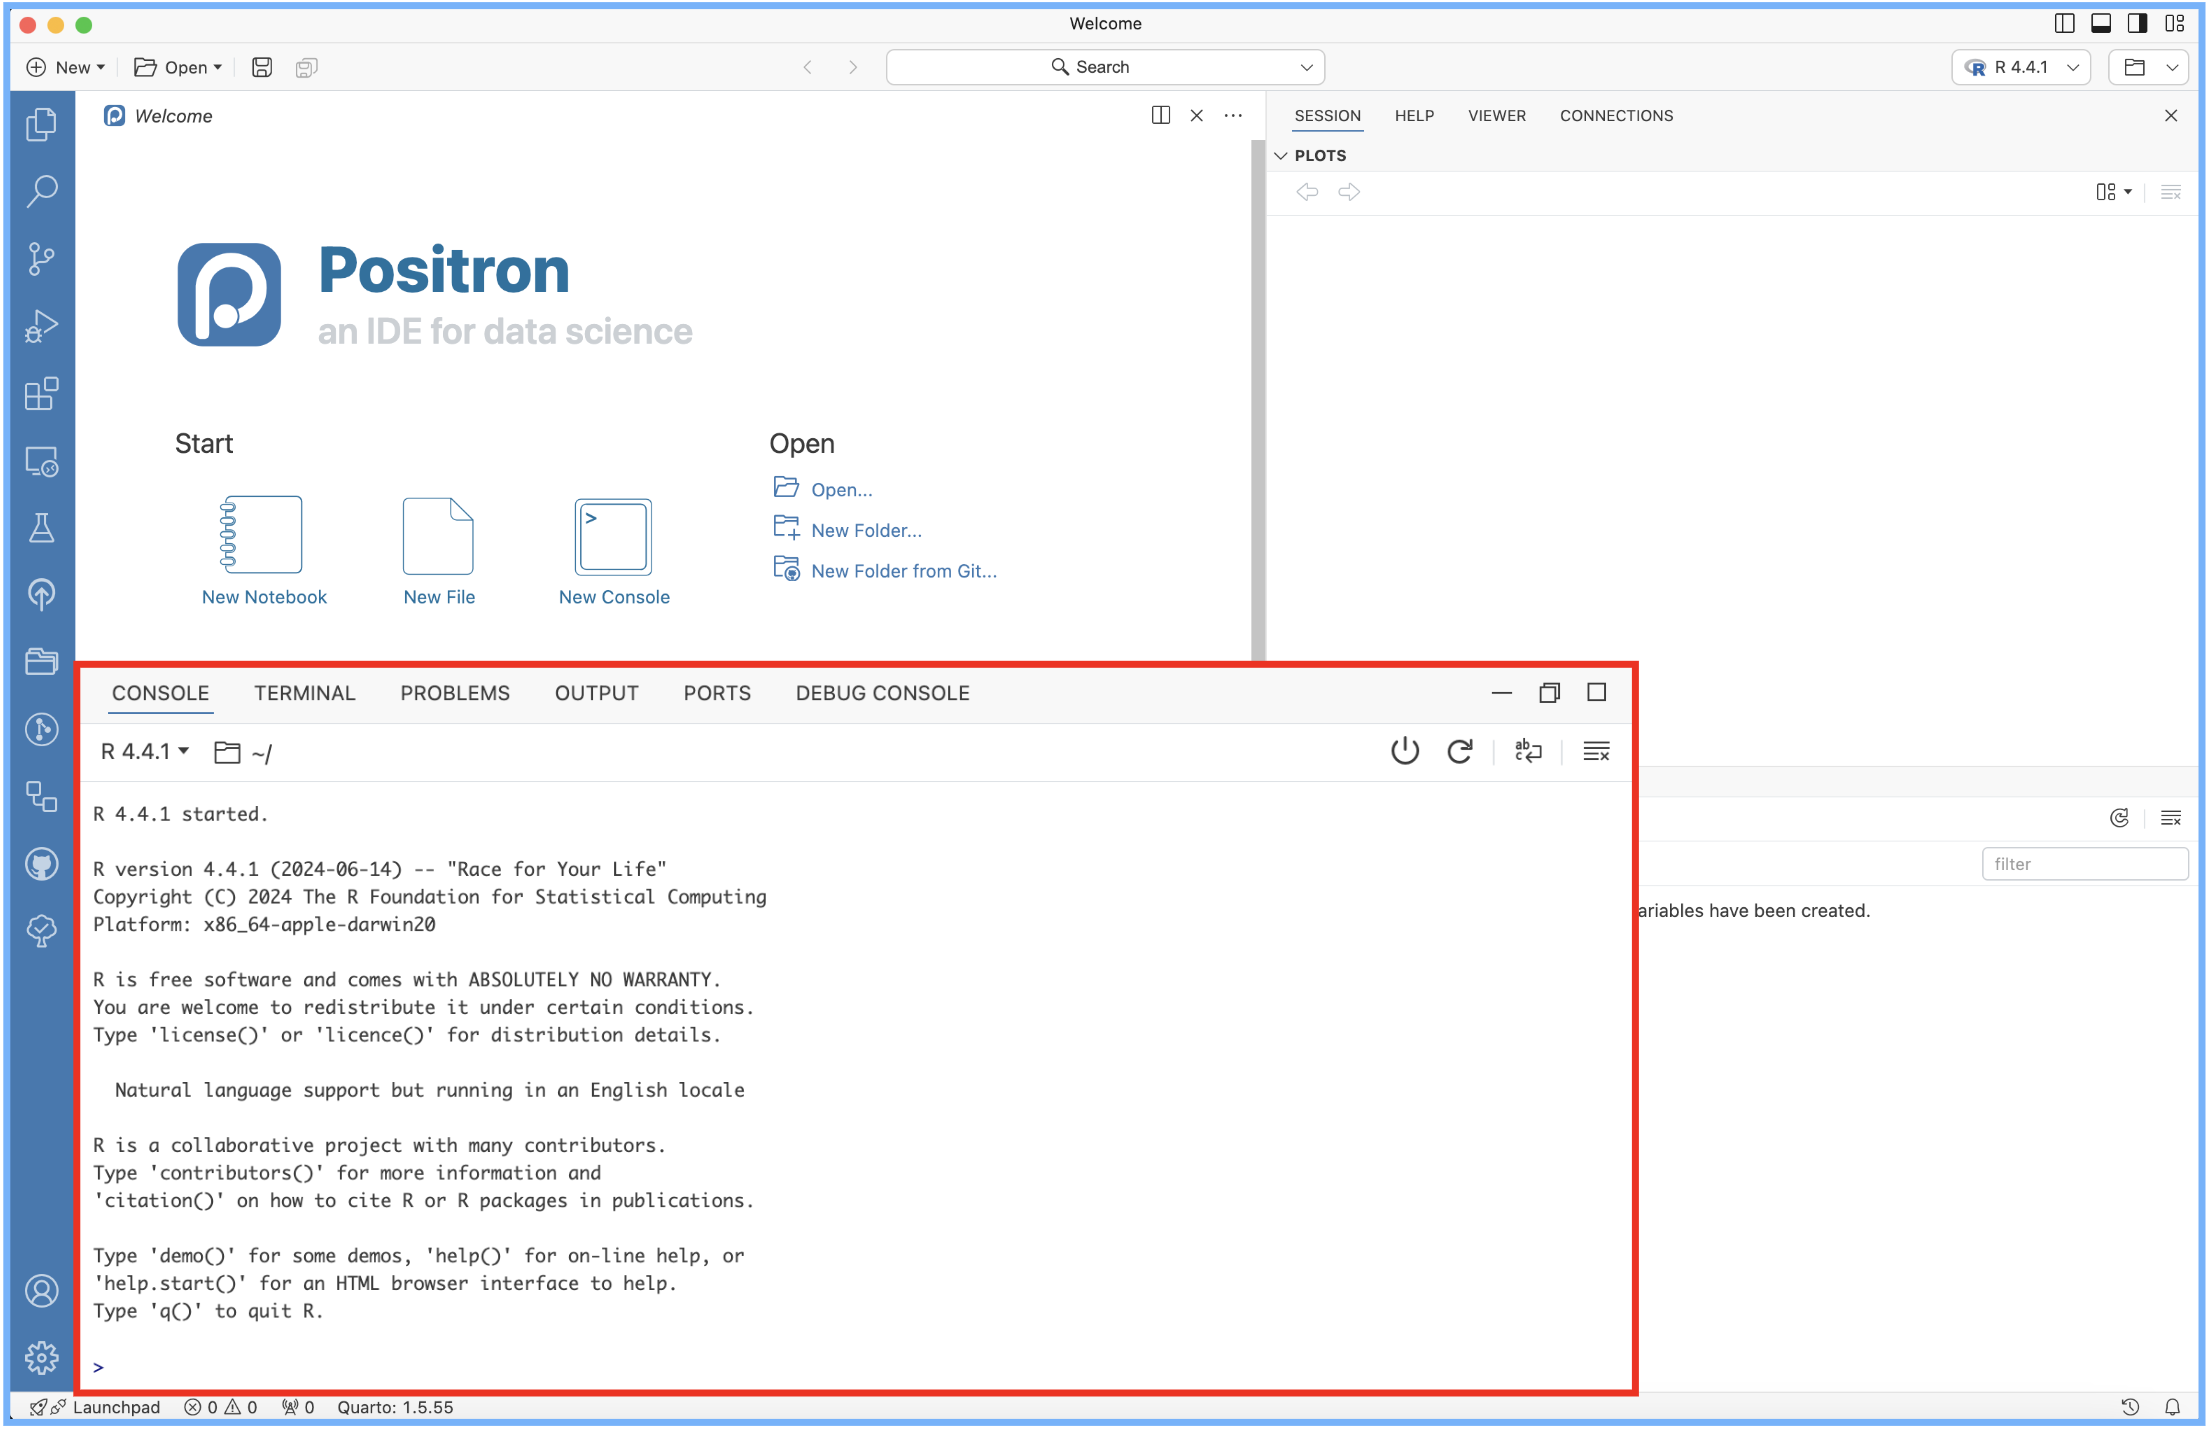 Welcome
New
Open
Search
R 4.4.1
Welcome
SESSION HELP VIEWER CONNECTIONS
PLOTS
Positron
an IDE for data science
Start
New Notebook
New File
New Console
Open
Open...
New Folder...
New Folder from Git...
CONSOLE TERMINAL PROBLEMS OUTPUT PORTS DEBUG CONSOLE
R 4.4.1 ~/
R 4.4.1 started.
R version 4.4.1 (2024-06-14) -- "Race for Your Life"
Copyright (C) 2024 The R Foundation for Statistical Computing
Platform: x86_64-apple-darwin20
R is free software and comes with ABSOLUTELY NO WARRANTY.
You are welcome to redistribute it under certain conditions.
Type 'license()' or 'licence()' for distribution details.
Natural language support but running in an English locale
R is a collaborative project with many contributors.
Type 'contributors()' for more information and
'citation()' on how to cite R or R packages in publications.
Type 'demo()' for some demos, 'help()' for on-line help, or
'help.start()' for an HTML browser interface to help.
Type 'q()' to quit R.
>
filter
ariables have been created.
Launchpad 0 0 0 Quarto: 1.5.55